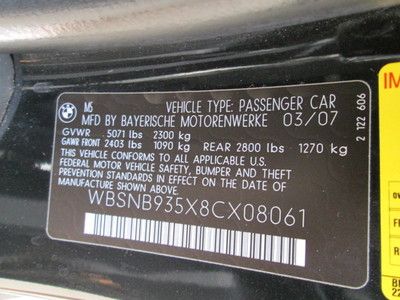 M5
VEHICLE TYPE: PASSENGER CAR
MFD BY BAYERISCHE MOTORENWERKE 03/07
GVWR 5071 lbs 2300 kg
GAWR FRONT 2403 lbs 1090 kg REAR 2800 lbs 1270 kg
THIS VEHICLE CONFORMS TO ALL APPLICABLE
FEDERAL MOTOR VEHICLE SAFETY, BUMPER, AND
THEFT PREVENTION STANDARDS IN EFFECT ON THE
DATE OF MANUFACTURE SHOWN ABOVE.
WBSNB935X8CX08061
2 122 606